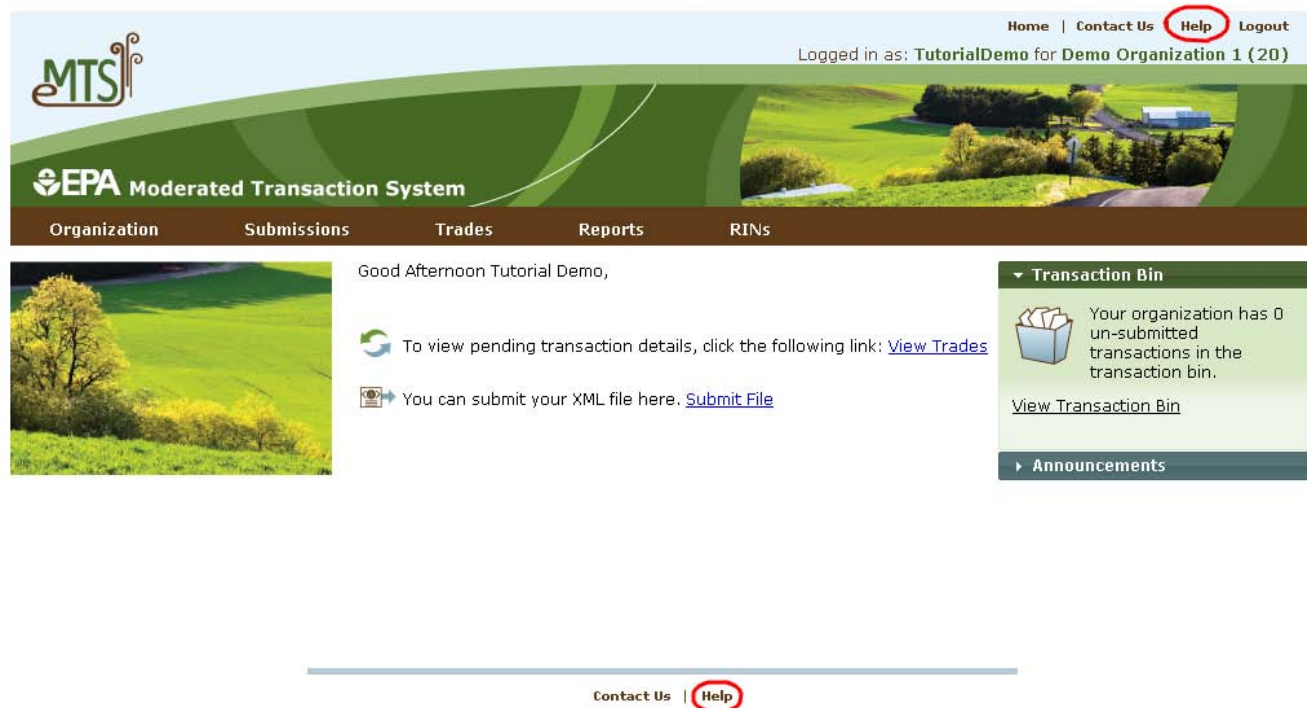 Home | Contact Us Help Logout
Logged in as: TutorialDemo for Demo Organization 1 (20)
eMTS
EPA Moderated Transaction System
Organization Submissions Trades Reports RINs
Good Afternoon Tutorial Demo,
To view pending transaction details, click the following link: View Trades
You can submit your XML file here. Submit File
Transaction Bin
Your organization has 0
un-submitted
transactions in the
transaction bin.
View Transaction Bin
Announcements
Contact Us | Help